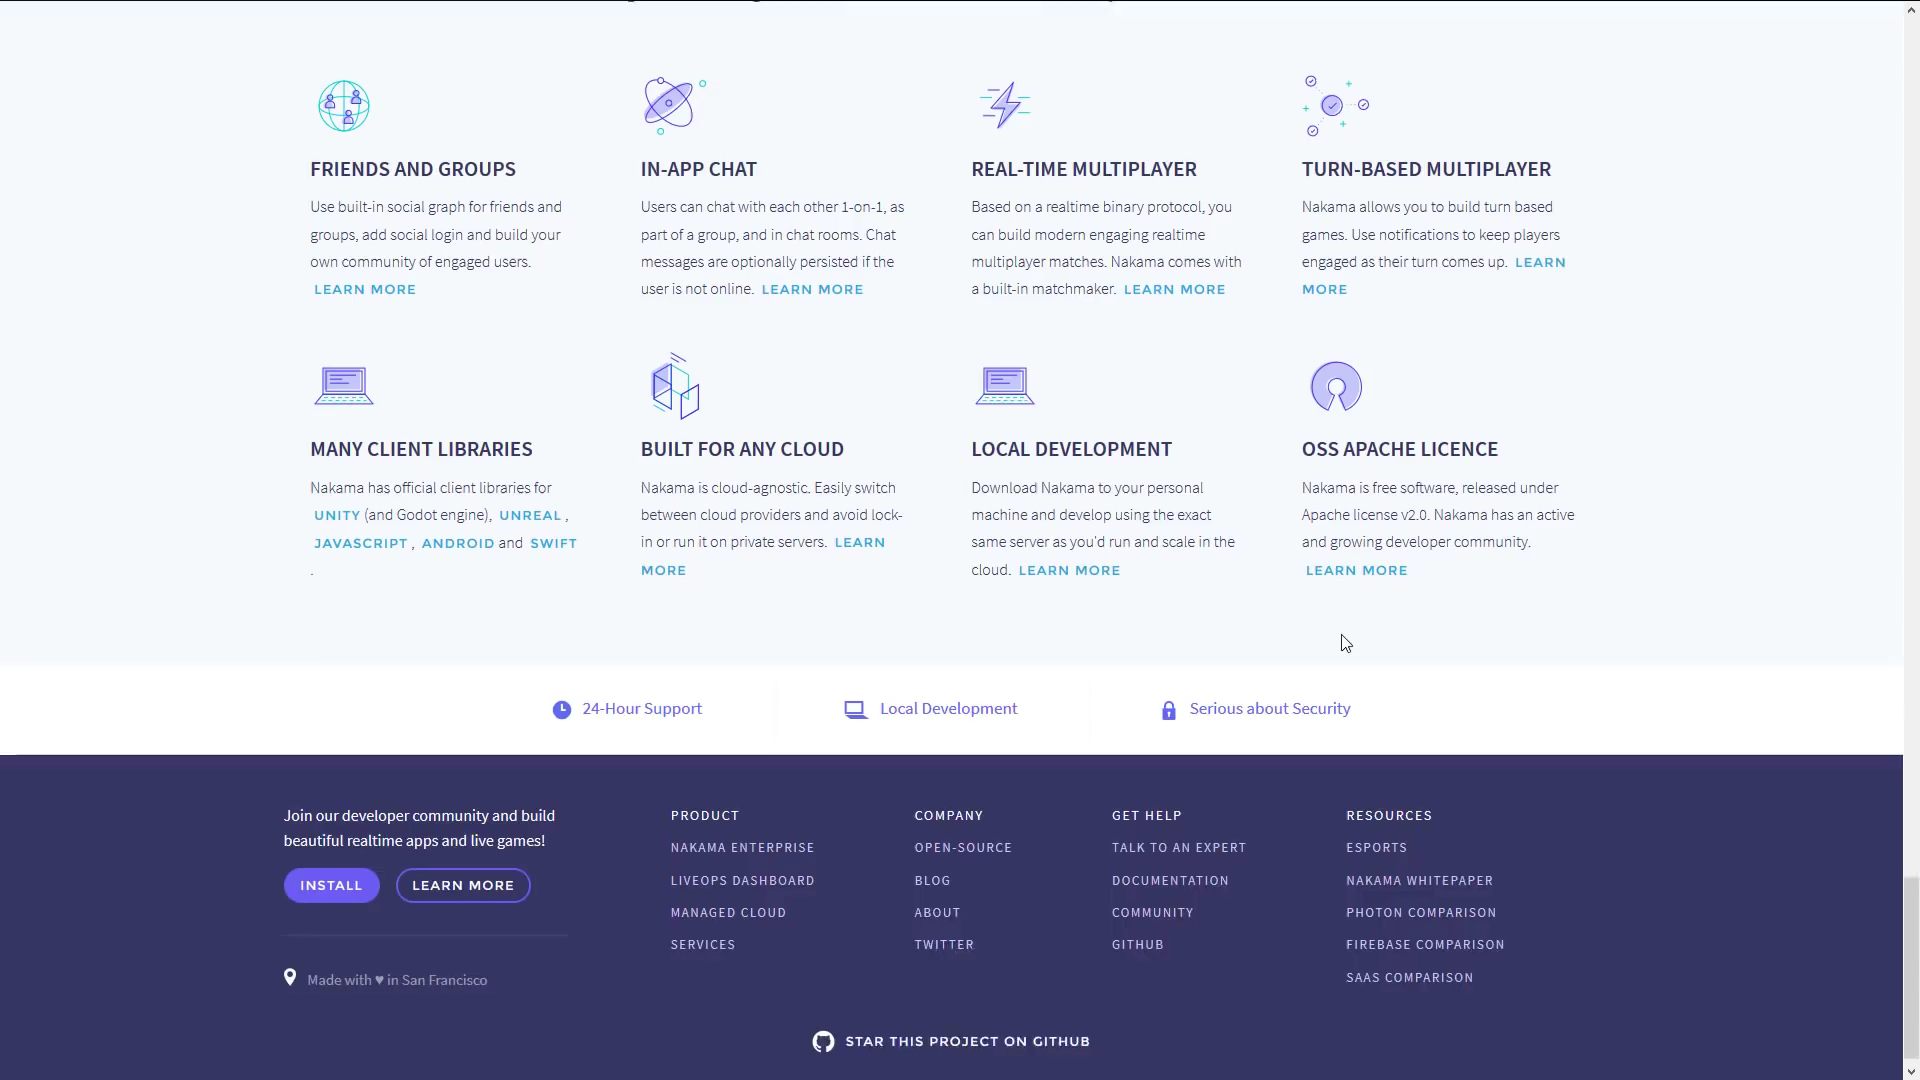 FRIENDS AND GROUPS
Use built-in social graph for friends and
groups, add social login and build your
own community of engaged users.
LEARN MORE
IN-APP CHAT
Users can chat with each other 1-on-1, as
part of a group, and in chat rooms. Chat
messages are optionally persisted if the
user is not online. LEARN MORE
REAL-TIME MULTIPLAYER
Based on a realtime binary protocol, you
can build modern engaging realtime
multiplayer matches. Nakama comes with
a built-in matchmaker. LEARN MORE
TURN-BASED MULTIPLAYER
Nakama allows you to build turn based
games. Use notifications to keep players
engaged as their turn comes up. LEARN
MORE
MANY CLIENT LIBRARIES
Nakama has official client libraries for
UNITY (and Godot engine), UNREAL ,
JAVASCRIPT , ANDROID and SWIFT
.
BUILT FOR ANY CLOUD
Nakama is cloud-agnostic. Easily switch
between cloud providers and avoid lock-
in or run it on private servers. LEARN
MORE
LOCAL DEVELOPMENT
Download Nakama to your personal
machine and develop using the exact
same server as you'd run and scale in the
cloud. LEARN MORE
OSS APACHE LICENCE
Nakama is free software, released under
Apache license v2.0. Nakama has an active
and growing developer community.
LEARN MORE
24-Hour Support
Local Development
Serious about Security
Join our developer community and build
beautiful realtime apps and live games!
INSTALL
LEARN MORE
Made with ♥ in San Francisco
PRODUCT
NAKAMA ENTERPRISE
LIVEOPS DASHBOARD
MANAGED CLOUD
SERVICES
COMPANY
OPEN-SOURCE
BLOG
ABOUT
TWITTER
GET HELP
TALK TO AN EXPERT
DOCUMENTATION
COMMUNITY
GITHUB
RESOURCES
ESPORTS
NAKAMA WHITEPAPER
PHOTON COMPARISON
FIREBASE COMPARISON
SAAS COMPARISON
STAR THIS PROJECT ON GITHUB